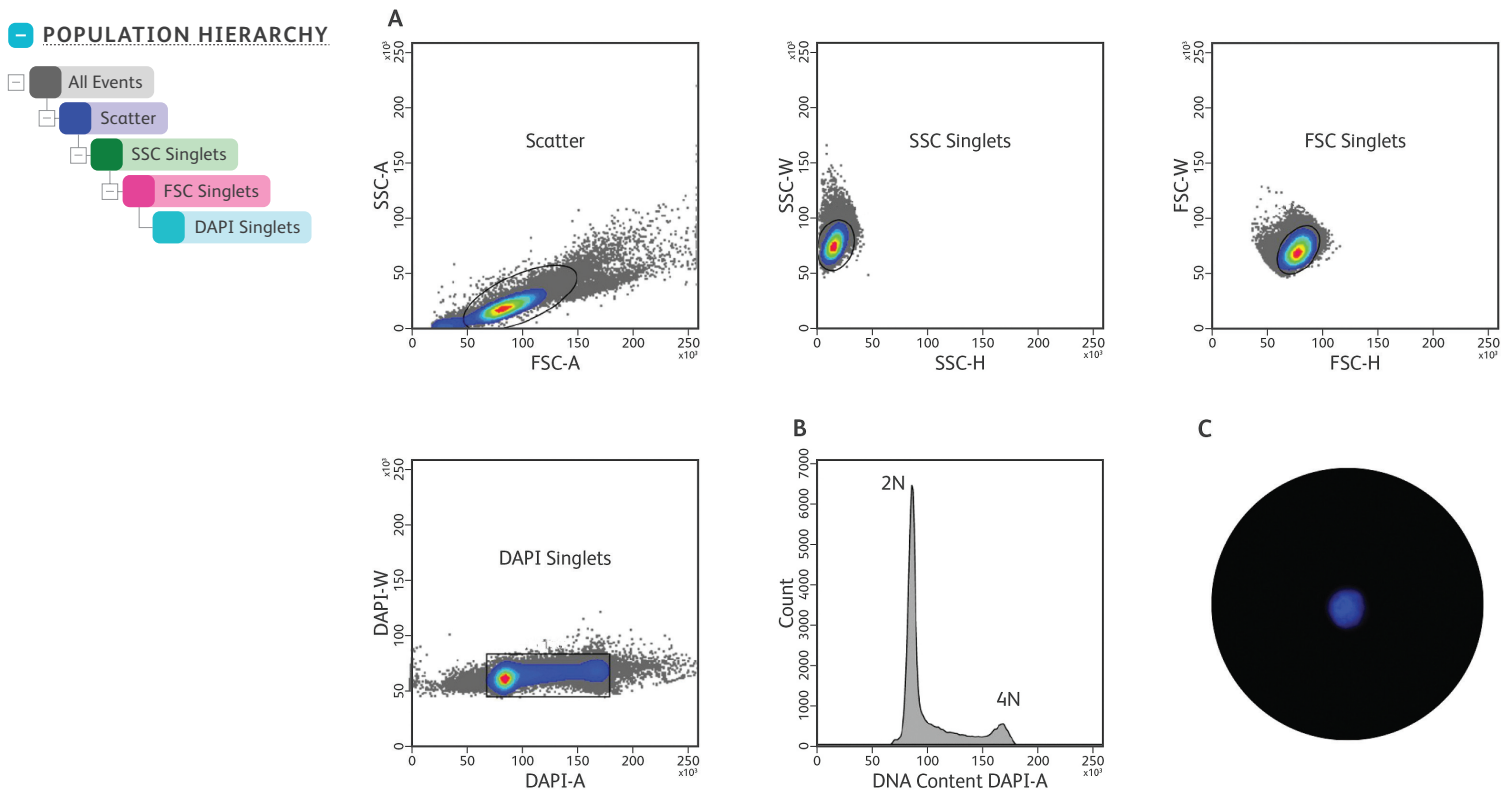 POPULATION HIERARCHY
All Events
Scatter
SSC Singlets
FSC Singlets
DAPI Singlets
A
Scatter
SSC-A
x10³
250
200
150
100
50
0
0 50 100 150 200 250
x10³
FSC-A
SSC Singlets
SSC-W
x10³
250
200
150
100
50
0
0 50 100 150 200 250
x10³
SSC-H
FSC Singlets
FSC-W
x10³
250
200
150
100
50
0
0 50 100 150 200 250
x10³
FSC-H
DAPI Singlets
DAPI-W
x10³
250
200
150
100
50
0
0 50 100 150 200 250
x10³
DAPI-A
B
2N
4N
Count
7000
6000
5000
4000
3000
2000
1000
0
0 50 100 150 200 250
x10³
DNA Content DAPI-A
C